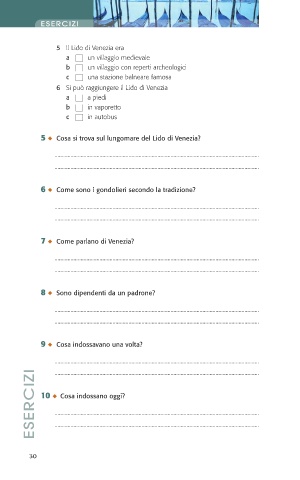 ESERCIZI
5 Il Lido di Venezia era
a un villaggio medievale
b un villaggio con reperti archeologici
c una stazione balneare famosa
6 Si può raggiungere il Lido di Venezia
a a piedi
b in vaporetto
c in autobus
5 ◆ Cosa si trova sul lungomare del Lido di Venezia?
6 ◆ Come sono i gondolieri secondo la tradizione?
7 ◆ Come parlano di Venezia?
8 ◆ Sono dipendenti da un padrone?
9 ◆ Cosa indossavano una volta?
10 ◆ Cosa indossano oggi?
ESERCIZI
30